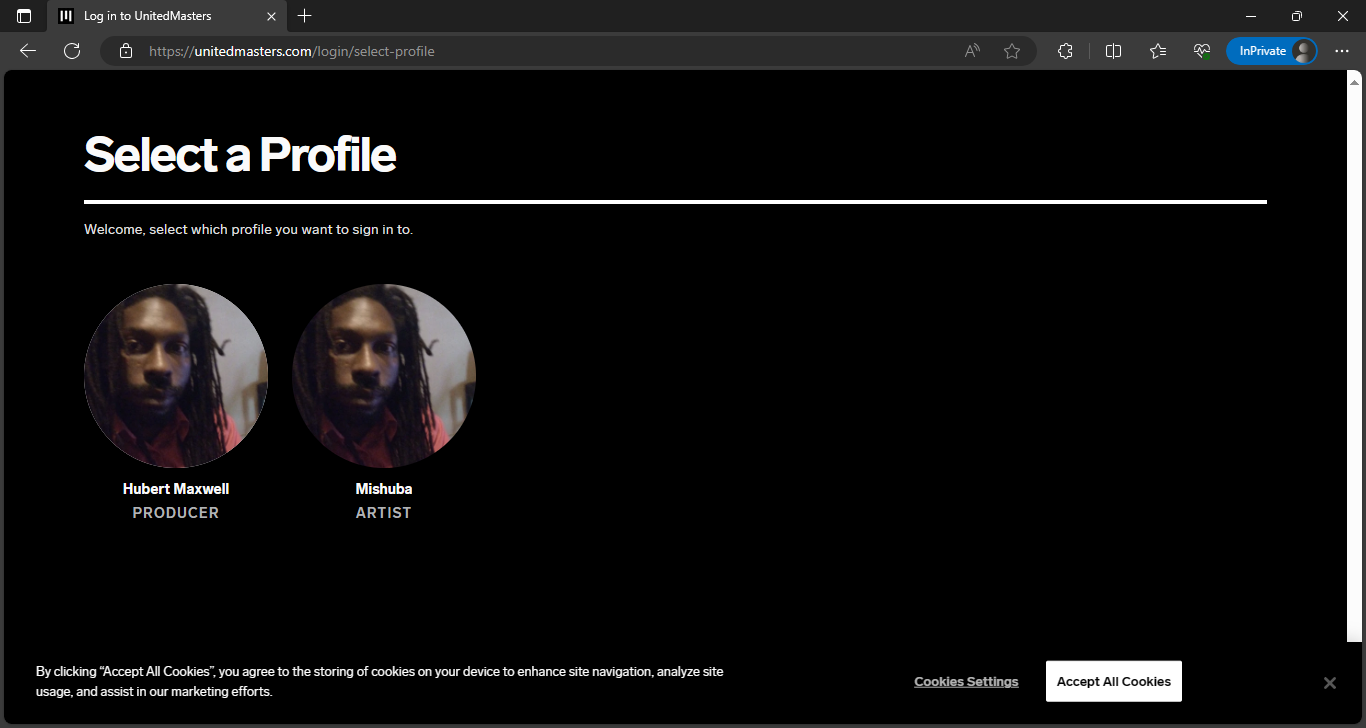 Log in to UnitedMasters
https://unitedmasters.com/login/select-profile
InPrivate
Select a Profile
Welcome, select which profile you want to sign in to.
Hubert Maxwell
PRODUCER
Mishuba
ARTIST
By clicking “Accept All Cookies”, you agree to the storing of cookies on your device to enhance site navigation, analyze site
usage, and assist in our marketing efforts.
Cookies Settings
Accept All Cookies